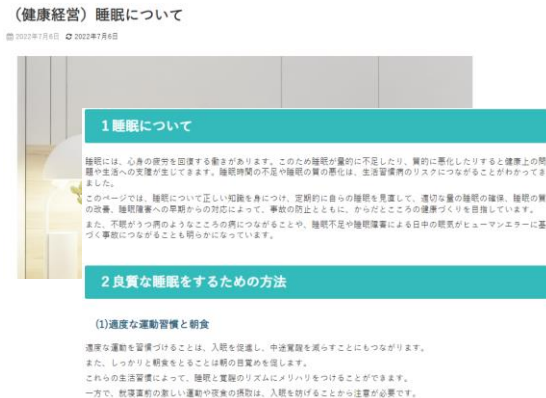 （健康経営）睡眠について
2022年7月6日 2022年7月6日
1 睡眠について
睡眠には、心身の疲労を回復する働きがあります。このため睡眠が量的に不足したり、質的に悪化したりすると健康上の問
題や生活への支障が生じてきます。睡眠時間の不足や睡眠の質の悪化は、生活習慣病のリスクにつながることがわかってき
ました。
このページでは、睡眠について正しい知識を身につけ、定期的に自らの睡眠を見直して、適切な量の睡眠の確保、睡眠の質
の改善、睡眠障害への早期からの対応によって、事故の防止とともに、からだとこころの健康づくりを目指しています。
また、不眠がうつ病のようなこころの病につながることや、睡眠不足や睡眠障害による日中の眠気がヒューマンエラーに基
づく事故につながることも明らかになっています。
2 良質な睡眠をするための方法
(1)適度な運動習慣と朝食
適度な運動を習慣づけることは、入眠を促進し、中途覚醒を減らすことにもつながります。
また、しっかりと朝食をとることは朝の目覚めを促します。
これらの生活習慣によって、睡眠と覚醒のリズムにメリハリをつけることができます。
一方で、就寝直前の激しい運動や夜食の摂取は、入眠を妨げることから注意が必要です。